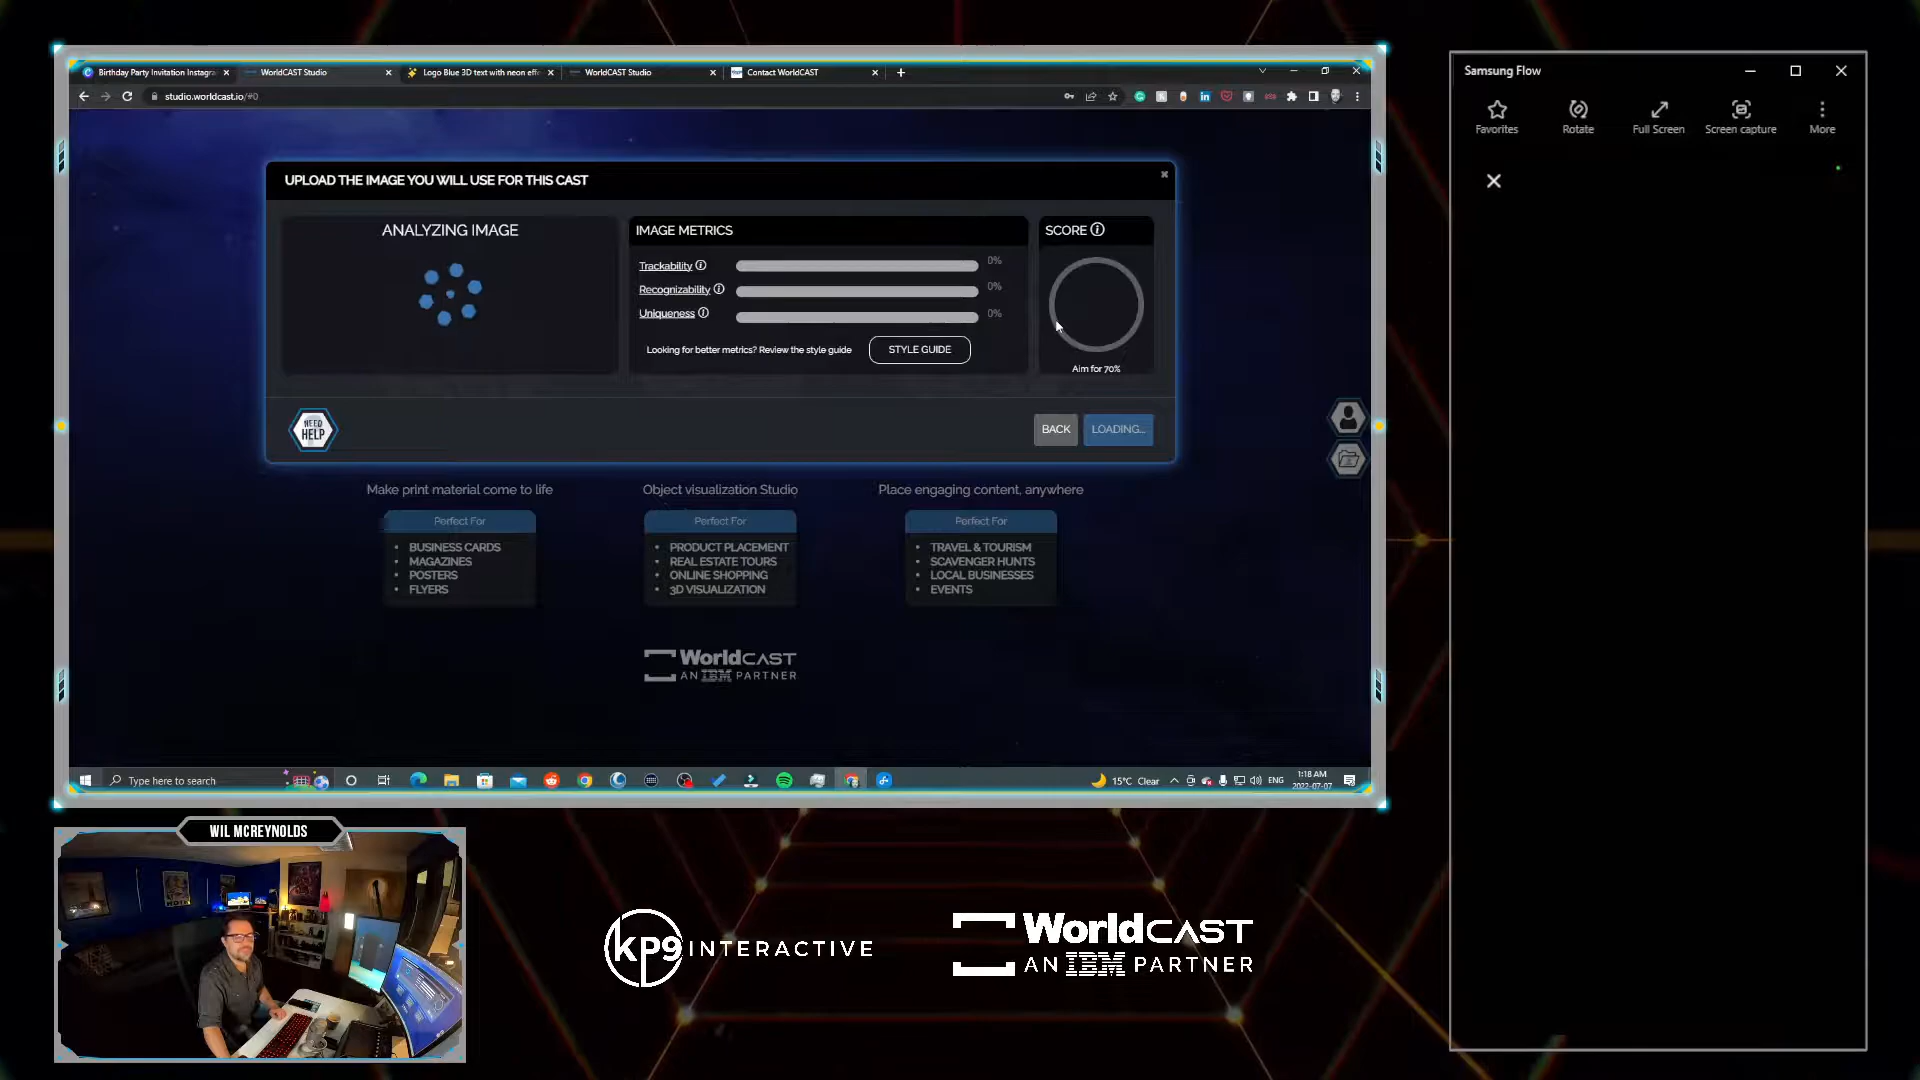 Birthday Party Invitation Instagra
WorldCAST Studio
Logo Blue 3D text with neon effe
WorldCAST Studio
Contact WorldCAST
studio.worldcast.io/#0
UPLOAD THE IMAGE YOU WILL USE FOR THIS CAST
ANALYZING IMAGE
IMAGE METRICS
SCORE
Trackability
0%
Recognizability
0%
Uniqueness
0%
Looking for better metrics? Review the style guide
STYLE GUIDE
Aim for 70%
NEED
HELP
BACK
LOADING...
Make print material come to life
Object visualization Studio
Place engaging content, anywhere
Perfect For
Perfect For
Perfect For
• BUSINESS CARDS
• MAGAZINES
• POSTERS
• FLYERS
• PRODUCT PLACEMENT
• REAL ESTATE TOURS
• ONLINE SHOPPING
• 3D VISUALIZATION
• TRAVEL & TOURISM
• SCAVENGER HUNTS
• LOCAL BUSINESSES
• EVENTS
WorldCAST
AN IBM PARTNER
Type here to search
15°C Clear
ENG
1:18 AM
2022-07-07
Samsung Flow
Favorites
Rotate
Full Screen
Screen capture
More
WIL MCREYNOLDS
kp9 INTERACTIVE
WorldCAST
AN IBM PARTNER